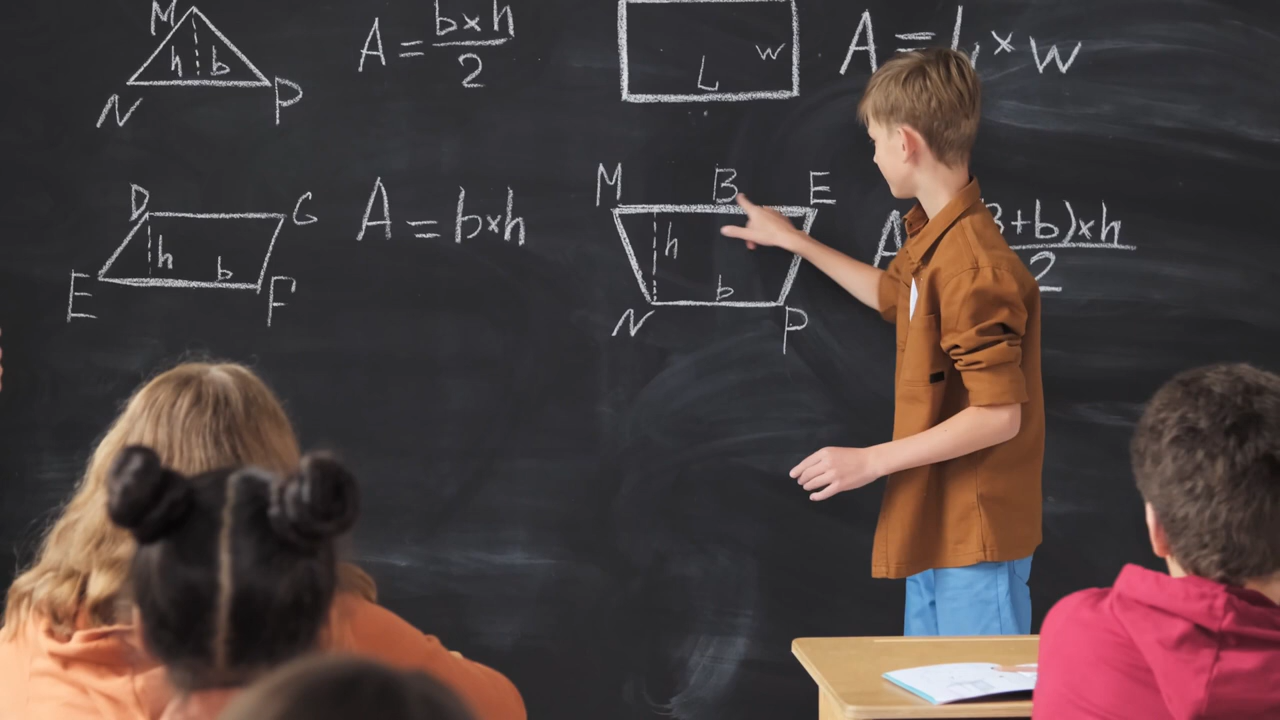 M
h b
N P
A = b×h
2
L w
A = L × w
D G
h b
E F
A = b×h
M B E
h b
N P
A B+b)×h
2